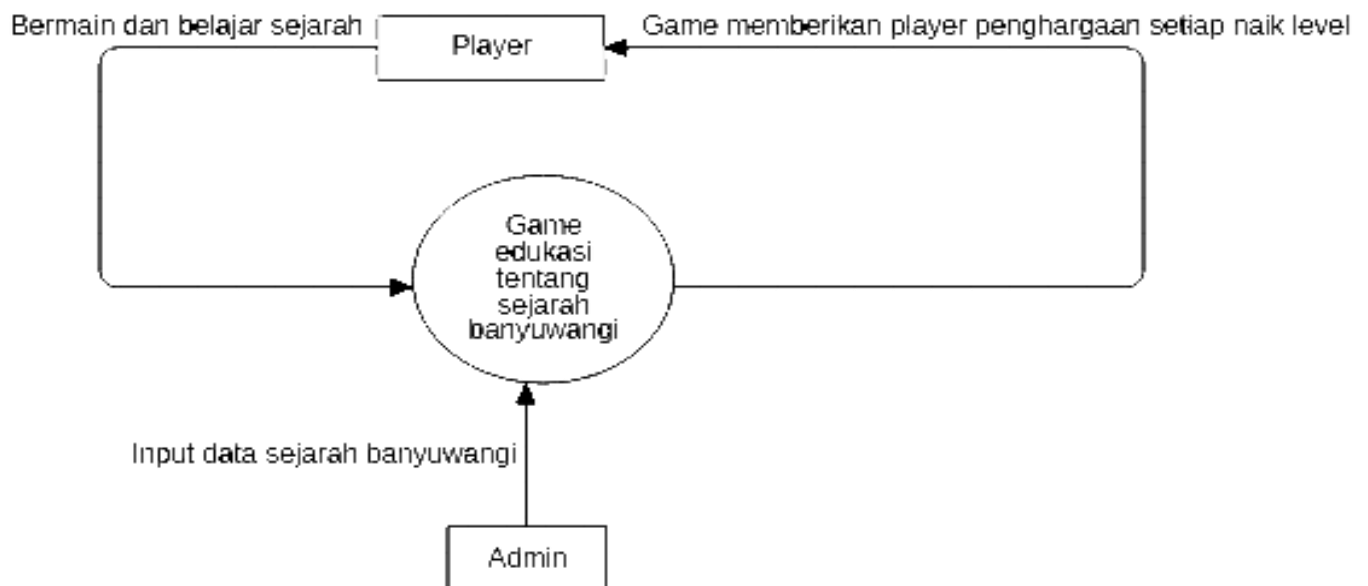 Bermain dan belajar sejarah
Player
Game memberikan player penghargaan setiap naik level
Game
edukasi
tentang
sejarah
banyuwangi
Input data sejarah banyuwangi
Admin